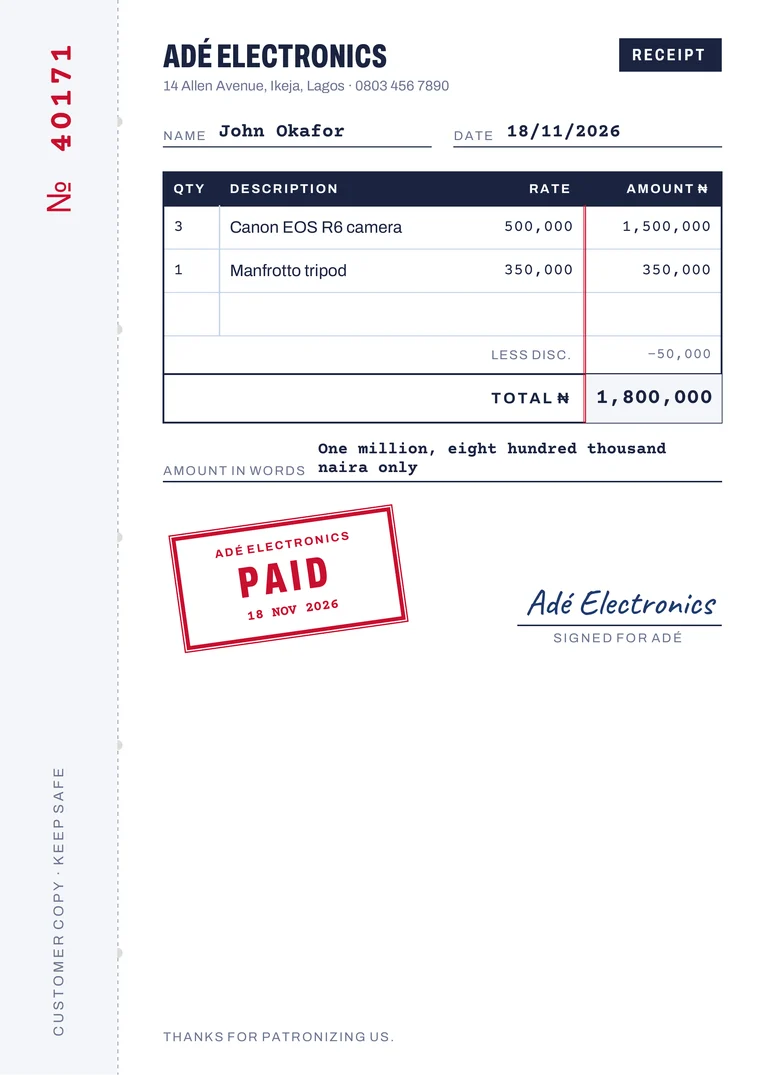 № 40171
CUSTOMER COPY · KEEP SAFE
ADÉ ELECTRONICS
RECEIPT
14 Allen Avenue, Ikeja, Lagos · 0803 456 7890
NAME John Okafor DATE 18/11/2026
QTY DESCRIPTION RATE AMOUNT ₦
3 Canon EOS R6 camera 500,000 1,500,000
1 Manfrotto tripod 350,000 350,000
LESS DISC. −50,000
TOTAL ₦ 1,800,000
AMOUNT IN WORDS One million, eight hundred thousand
naira only
ADÉ ELECTRONICS
PAID
18 NOV 2026
Adé Electronics
SIGNED FOR ADÉ
THANKS FOR PATRONIZING US.